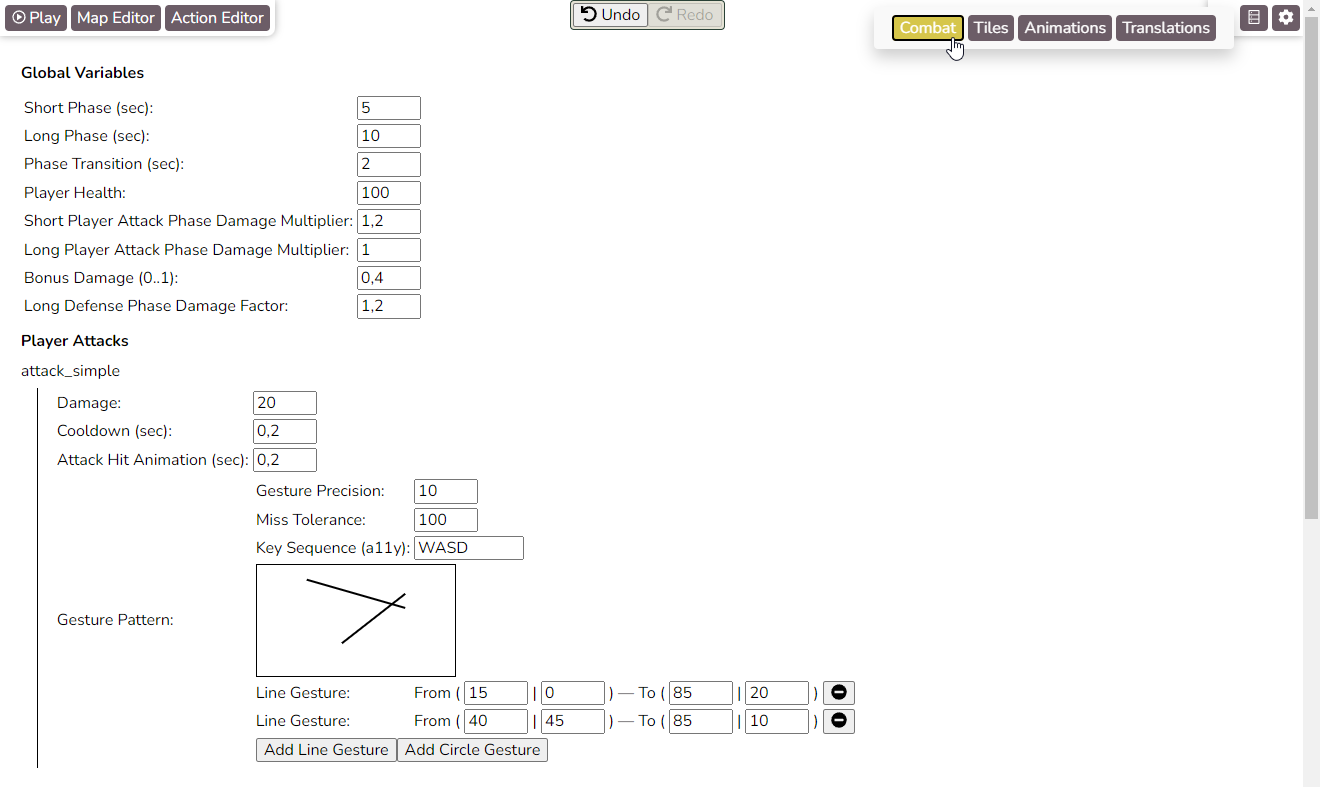 Play Map Editor Action Editor Undo Redo Combat Tiles Animations Translations
Global Variables
Short Phase (sec): 5
Long Phase (sec): 10
Phase Transition (sec): 2
Player Health: 100
Short Player Attack Phase Damage Multiplier: 1,2
Long Player Attack Phase Damage Multiplier: 1
Bonus Damage (0..1): 0,4
Long Defense Phase Damage Factor: 1,2
Player Attacks
attack_simple
Damage: 20
Cooldown (sec): 0,2
Attack Hit Animation (sec): 0,2
Gesture Precision: 10
Miss Tolerance: 100
Key Sequence (a11y): WASD
Gesture Pattern:
Line Gesture: From ( 15 | 0 ) — To ( 85 | 20 )
Line Gesture: From ( 40 | 45 ) — To ( 85 | 10 )
Add Line Gesture Add Circle Gesture